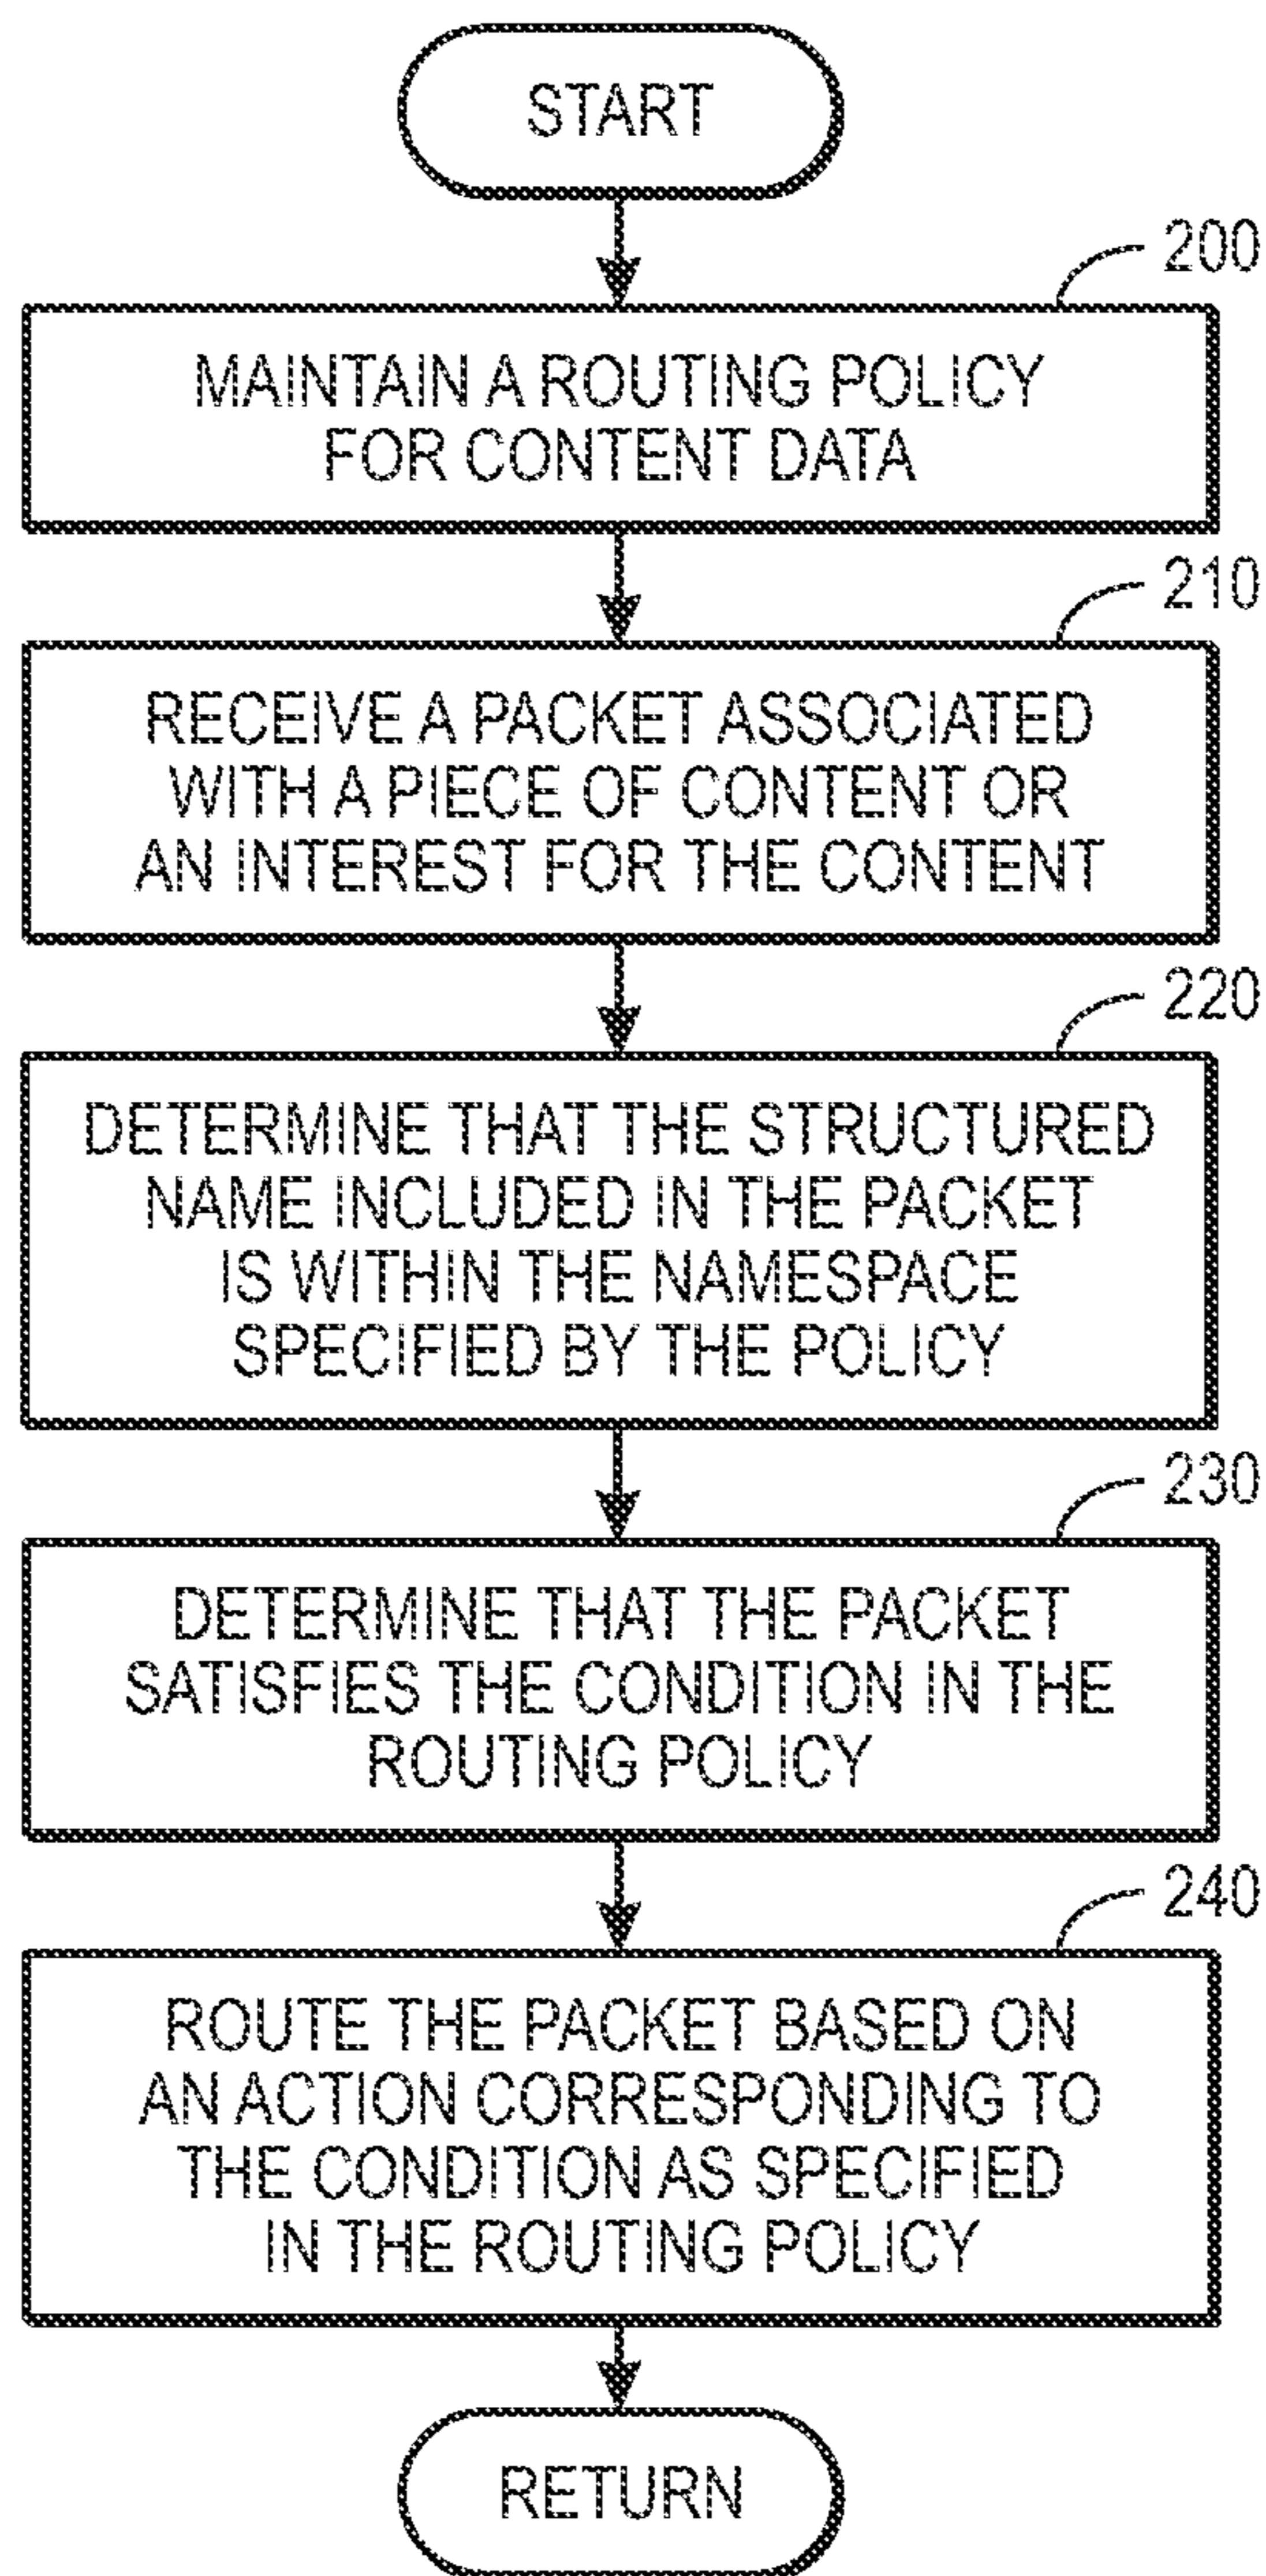 START
200
MAINTAIN A ROUTING POLICY
FOR CONTENT DATA
210
RECEIVE A PACKET ASSOCIATED
WITH A PIECE OF CONTENT OR
AN INTEREST FOR THE CONTENT
220
DETERMINE THAT THE STRUCTURED
NAME INCLUDED IN THE PACKET
IS WITHIN THE NAMESPACE
SPECIFIED BY THE POLICY
230
DETERMINE THAT THE PACKET
SATISFIES THE CONDITION IN THE
ROUTING POLICY
240
ROUTE THE PACKET BASED ON
AN ACTION CORRESPONDING TO
THE CONDITION AS SPECIFIED
IN THE ROUTING POLICY
RETURN